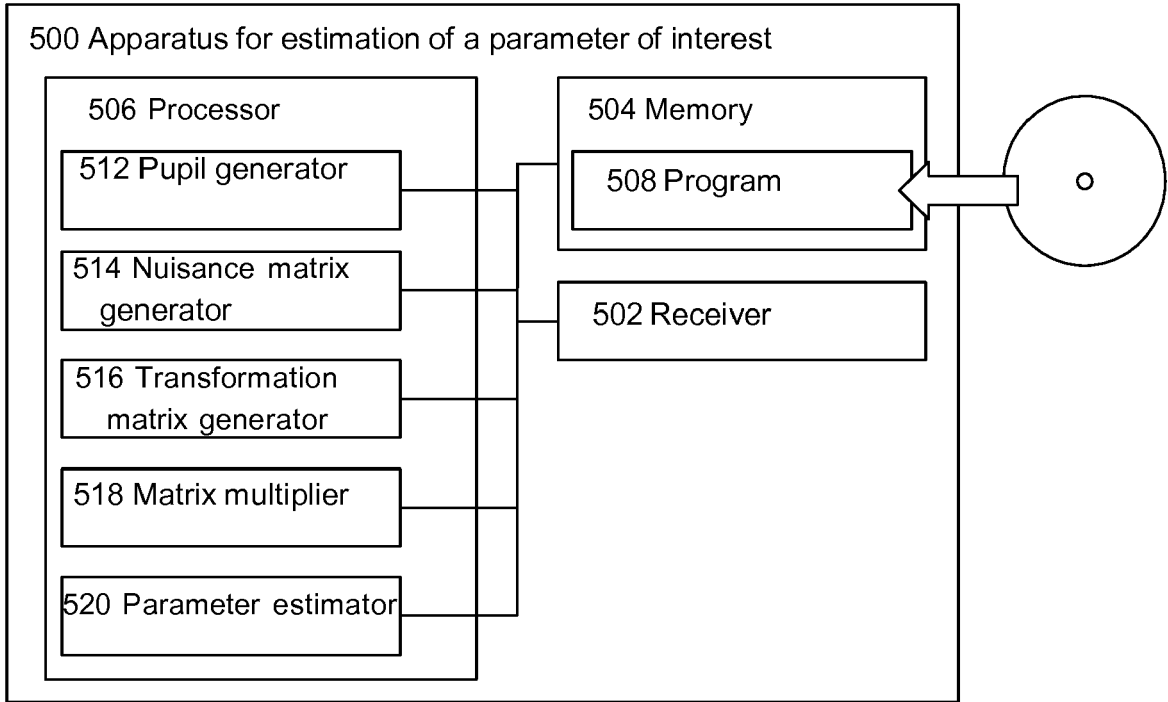 500 Apparatus for estimation of a parameter of interest
506 Processor
512 Pupil generator
514 Nuisance matrix
generator
516 Transformation
matrix generator
518 Matrix multiplier
520 Parameter estimator
504 Memory
508 Program
502 Receiver